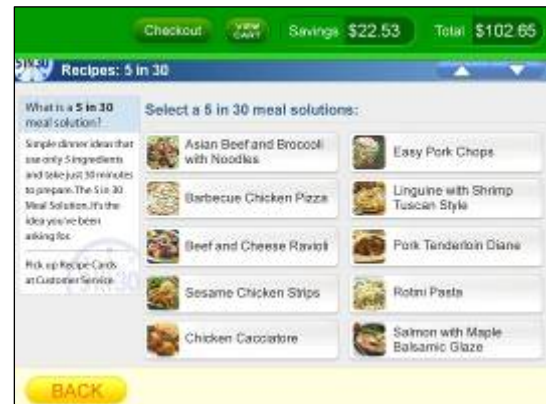 Checkout
VIEW
CART
Savings $22.53
Total $102.65
5 IN 30
Recipes: 5 in 30
What is a 5 in 30
meal solution?
Simple dinner ideas that
use only 5 ingredients
and take just 30 minutes
to prepare. The 5 in 30
Meal Solution. It's the
idea you've been
asking for.
Pick up Recipe Cards
at Customer Service
Select a 5 in 30 meal solutions:
Asian Beef and Broccoli
with Noodles
Easy Pork Chops
Barbecue Chicken Pizza
Linguine with Shrimp
Tuscan Style
Beef and Cheese Ravioli
Pork Tenderloin Diane
Sesame Chicken Strips
Rotini Pasta
Chicken Cacciatore
Salmon with Maple
Balsamic Glaze
BACK